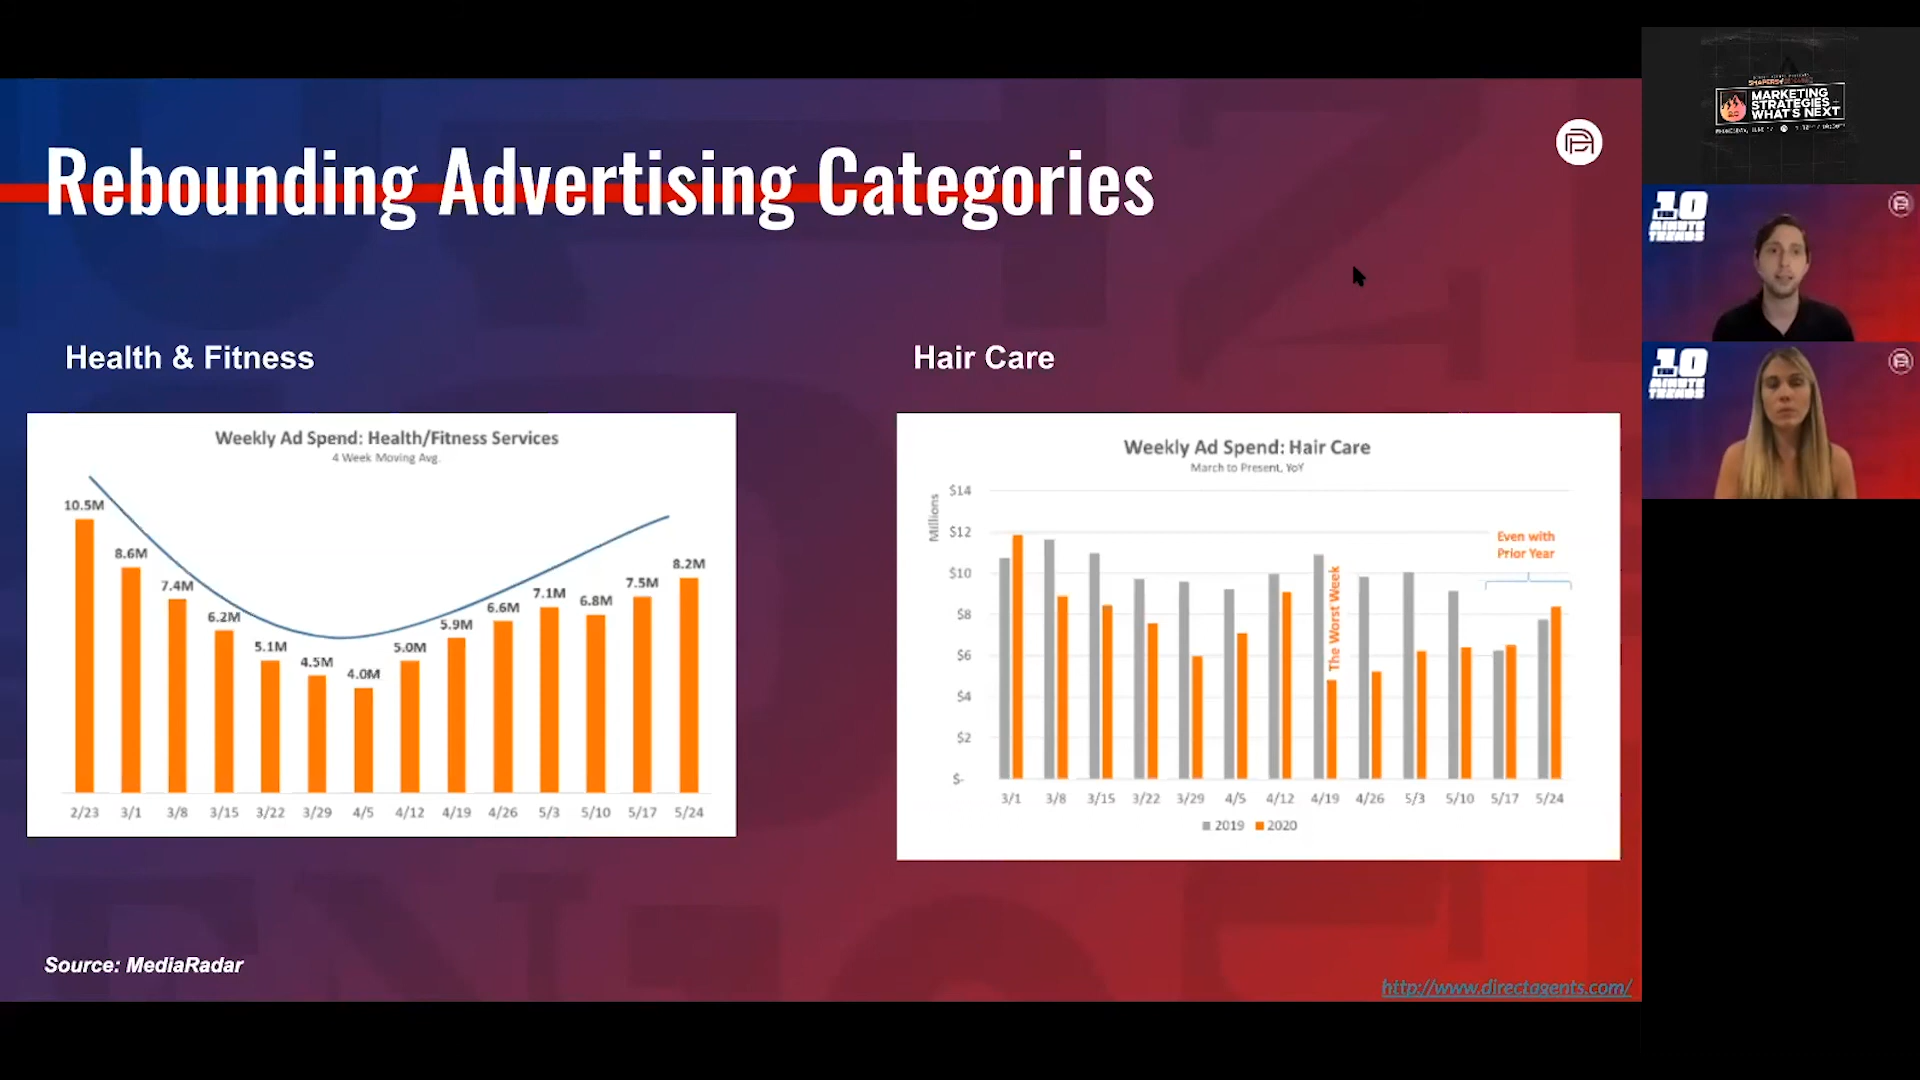 Rebounding Advertising Categories
Health & Fitness
Weekly Ad Spend: Health/Fitness Services
4 Week Moving Avg.
10.5M
8.6M
7.4M
6.2M
5.1M
4.5M
4.0M
5.0M
5.9M
6.6M
7.1M
6.8M
7.5M
8.2M
2/23 3/1 3/8 3/15 3/22 3/29 4/5 4/12 4/19 4/26 5/3 5/10 5/17 5/24
Hair Care
Weekly Ad Spend: Hair Care
March to Present, YoY
Millions
$14
$12
$10
$8
$6
$4
$2
$-
The Worst Week
Even with
Prior Year
3/1 3/8 3/15 3/22 3/29 4/5 4/12 4/19 4/26 5/3 5/10 5/17 5/24
2019 2020
Source: MediaRadar
http://www.directagents.com/
MARKETING
STRATEGIES
WHAT'S NEXT
10
MINUTE
TRENDS
10
MINUTE
TRENDS